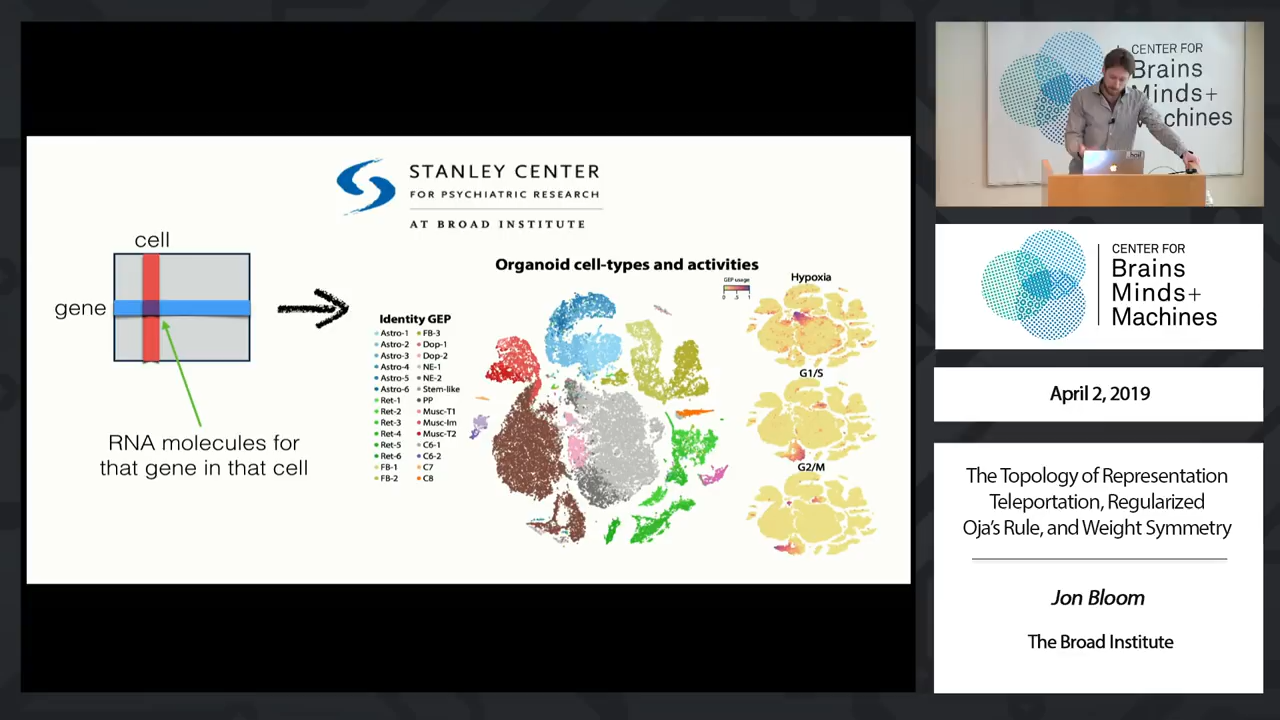 STANLEY CENTER
FOR PSYCHIATRIC RESEARCH
AT BROAD INSTITUTE
cell
gene
RNA molecules for
that gene in that cell
Organoid cell-types and activities
Identity GEP
Astro-1
Astro-2
Astro-3
Astro-4
Astro-5
Astro-6
Ret-1
Ret-2
Ret-3
Ret-4
Ret-5
Ret-6
FB-1
FB-2
FB-3
Dop-1
Dop-2
NE-1
NE-2
Stem-like
PP
Musc-T1
Musc-Im
Musc-T2
C6-1
C6-2
C7
C8
GEP usage
0 .5 1
Hypoxia
G1/S
G2/M
CENTER FOR
Brains
Minds+
Machines
CENTER FOR
Brains
Minds+
Machines
April 2, 2019
The Topology of Representation
Teleportation, Regularized
Oja's Rule, and Weight Symmetry
Jon Bloom
The Broad Institute